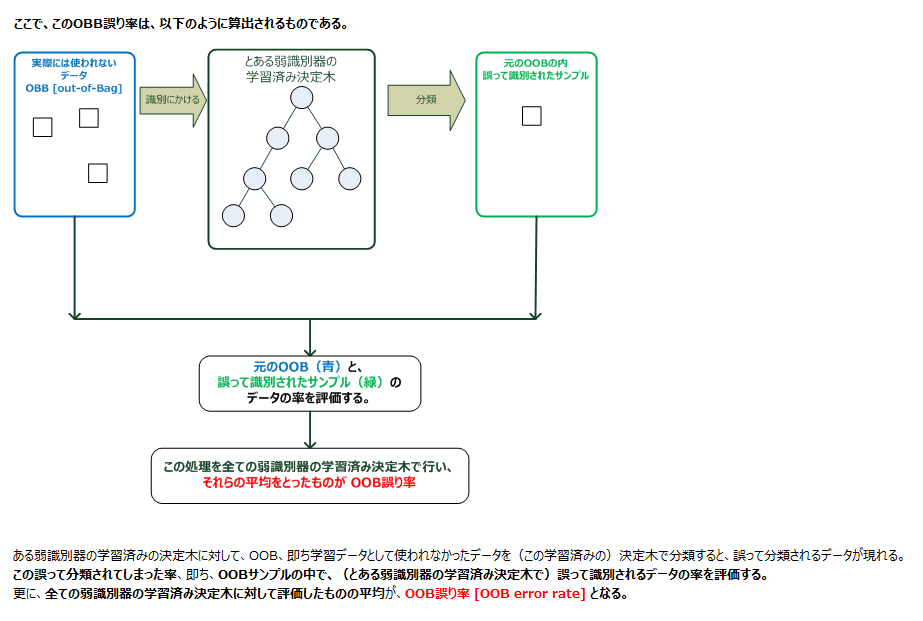 ここで、このOBB誤り率は、以下のように算出されるものである。
実際には使われない
データ
OBB [out-of-Bag]
識別にかける
とある弱識別器の
学習済み決定木
分類
元のOOBの内
誤って識別されたサンプル
元のOOB（青）と、
誤って識別されたサンプル（緑）の
データの率を評価する。
この処理を全ての弱識別器の学習済み決定木で行い、
それらの平均をとったものが OOB誤り率
ある弱識別器の学習済みの決定木に対して、OOB、即ち学習データとして使われなかったデータを（この学習済みの）決定木で分類すると、誤って分類されるデータが現れる。
この誤って分類されてしまった率、即ち、OOBサンプルの中で、（とある弱識別器の学習済み決定木で）誤って識別されるデータの率を評価する。
更に、全ての弱識別器の学習済み決定木に対して評価したものの平均が、OOB誤り率 [OOB error rate] となる。